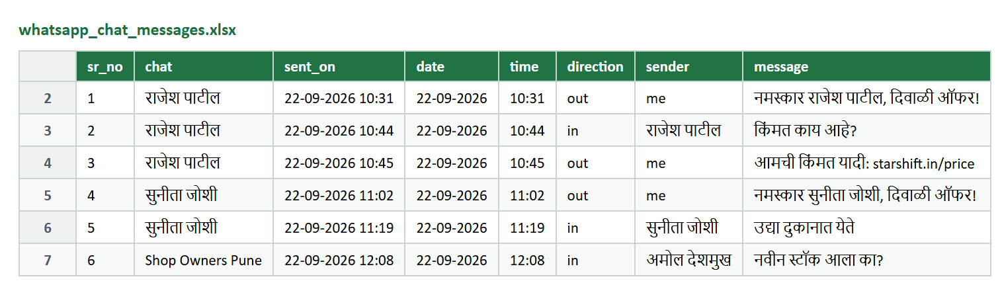 whatsapp_chat_messages.xlsx
sr_no chat sent_on date time direction sender message
2 1 राजेश पाटील 22-09-2026 10:31 22-09-2026 10:31 out me नमस्कार राजेश पाटील, दिवाळी ऑफर!
3 2 राजेश पाटील 22-09-2026 10:44 22-09-2026 10:44 in राजेश पाटील किंमत काय आहे?
4 3 राजेश पाटील 22-09-2026 10:45 22-09-2026 10:45 out me आमची किंमत यादी: starshift.in/price
5 4 सुनीता जोशी 22-09-2026 11:02 22-09-2026 11:02 out me नमस्कार सुनीता जोशी, दिवाळी ऑफर!
6 5 सुनीता जोशी 22-09-2026 11:19 22-09-2026 11:19 in सुनीता जोशी उद्या दुकानात येते
7 6 Shop Owners Pune 22-09-2026 12:08 22-09-2026 12:08 in अमोल देशमुख नवीन स्टॉक आला का?